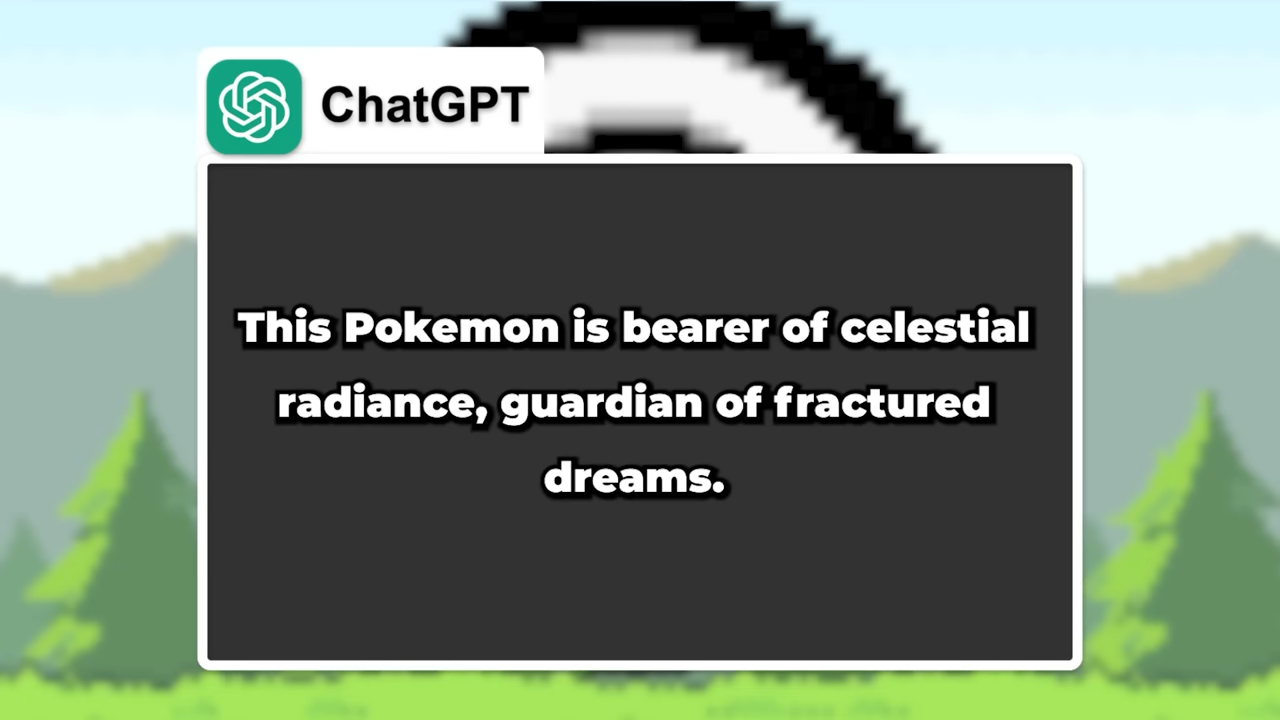 ChatGPT
This Pokemon is bearer of celestial
radiance, guardian of fractured
dreams.